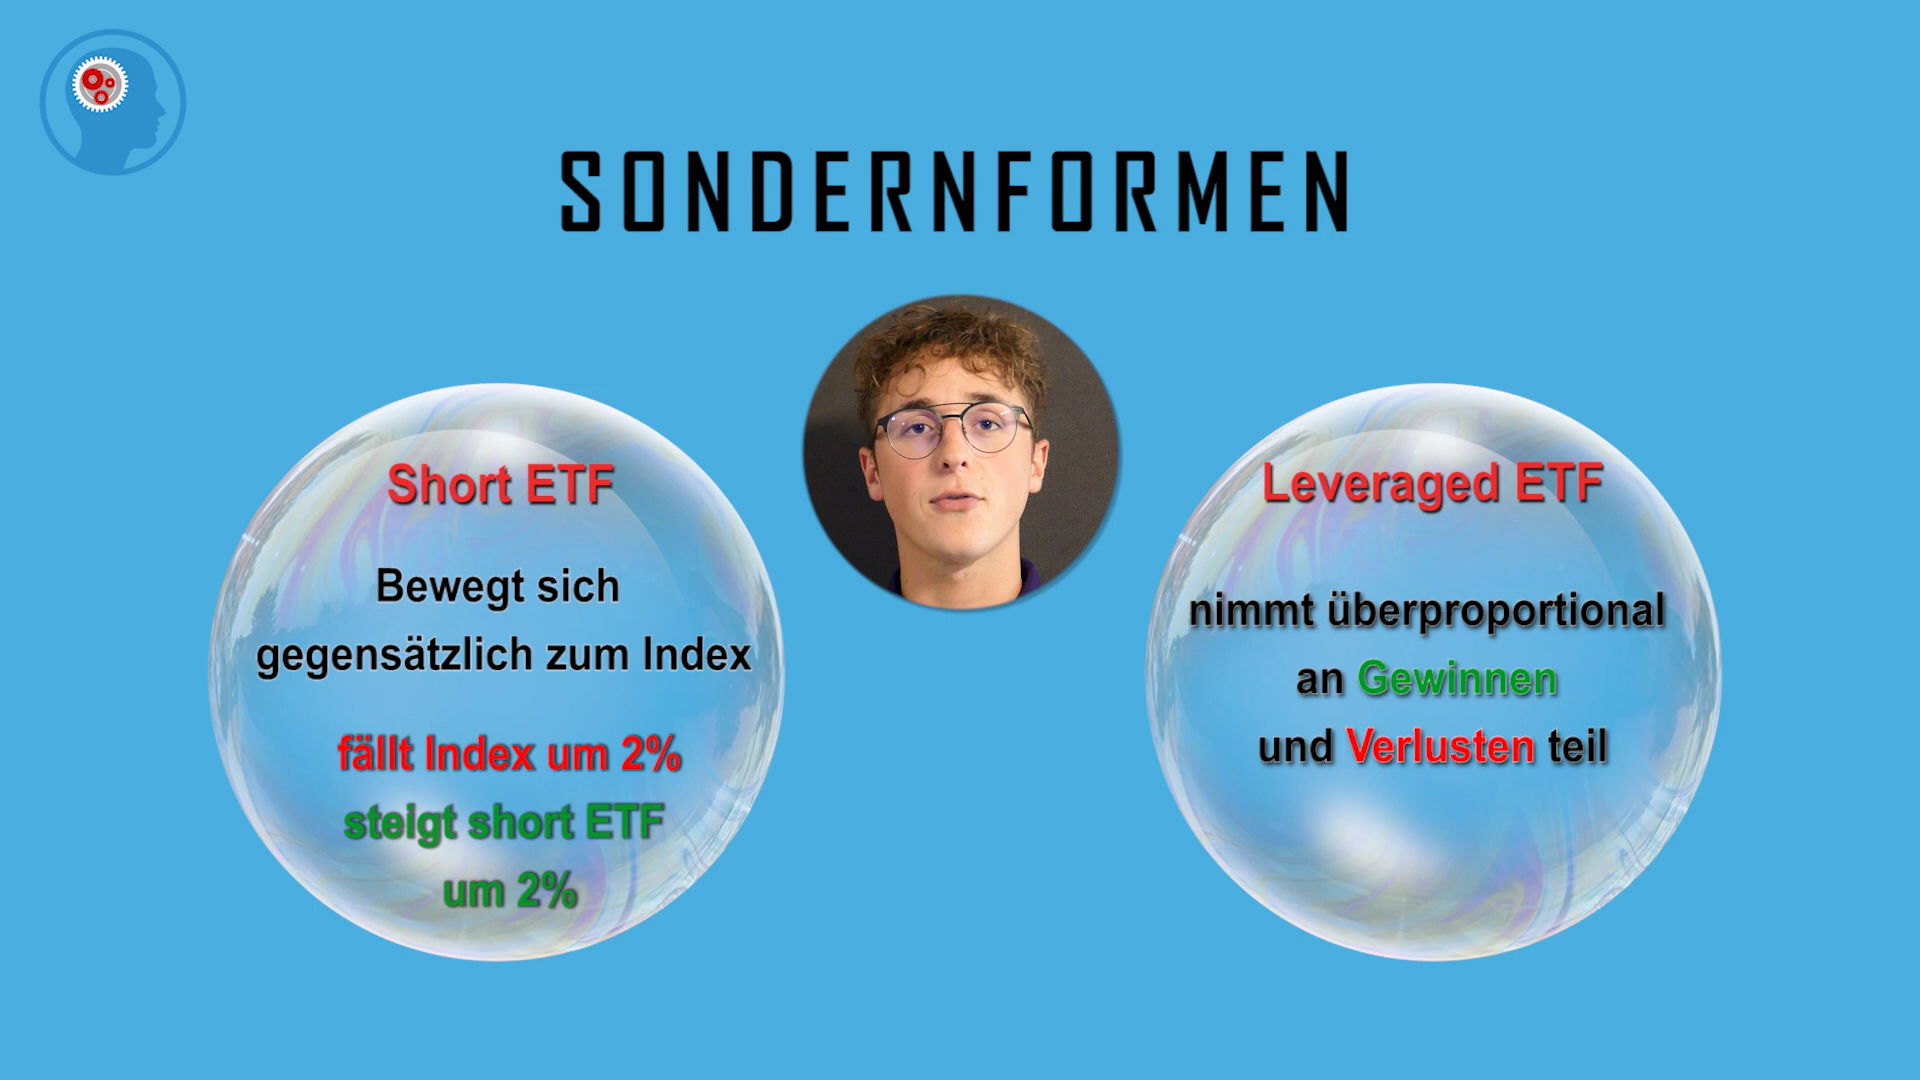 SONDERNFORMEN
Short ETF
Bewegt sich
gegensätzlich zum Index
fällt Index um 2%
steigt short ETF
um 2%
Leveraged ETF
nimmt überproportional
an Gewinnen
und Verlusten teil